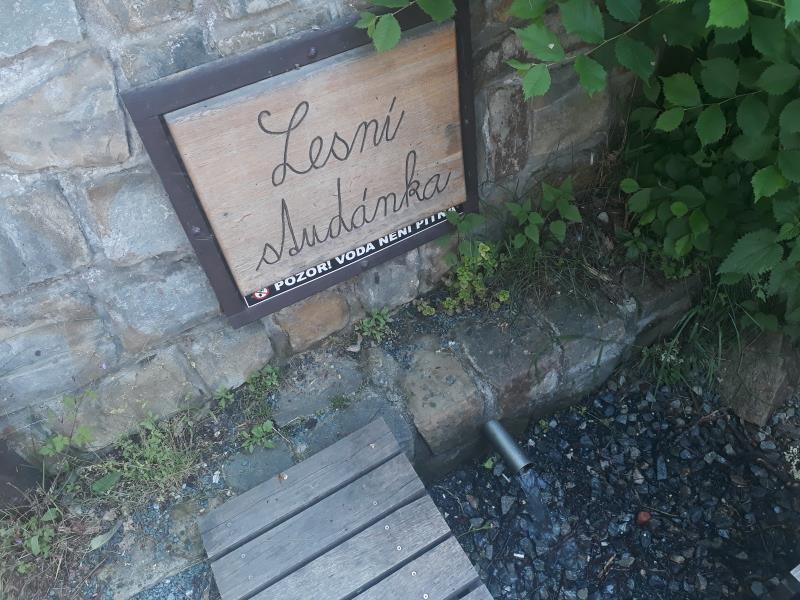 Lesní
studánka
POZOR! VODA NENÍ PITNÁ